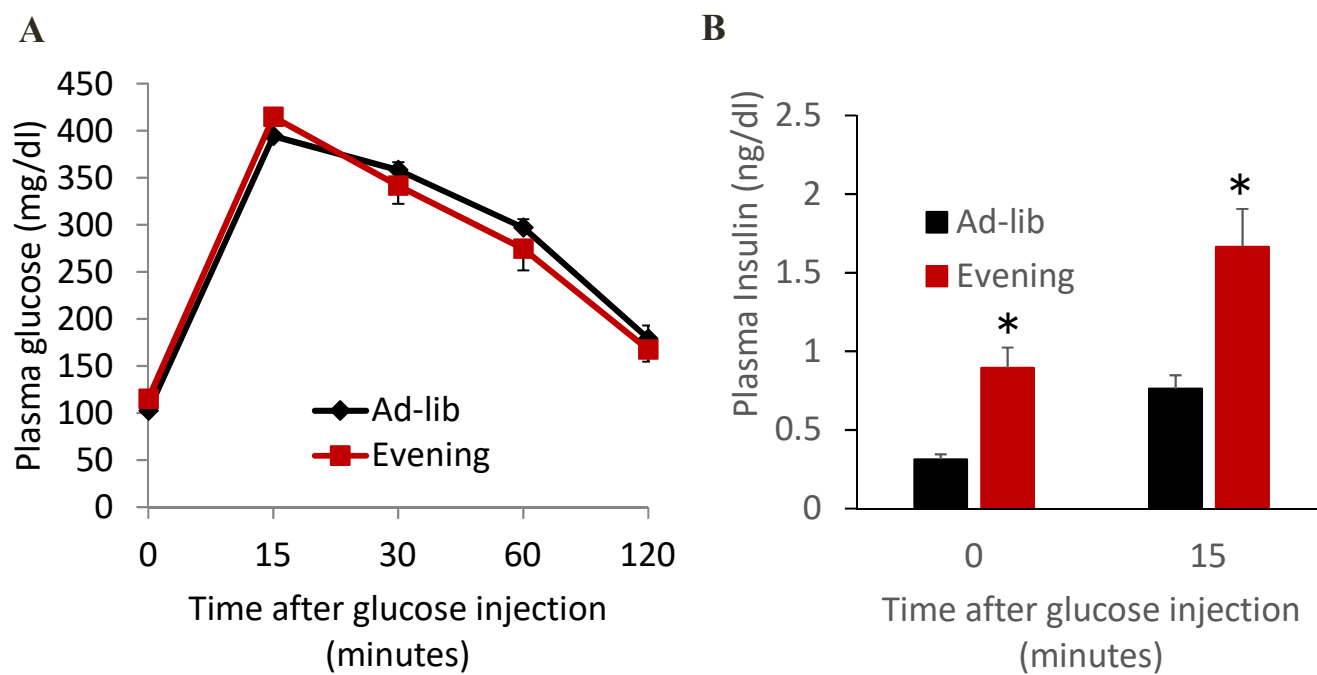 A
Plasma glucose (mg/dl)
450
400
350
300
250
200
150
100
50
0
Ad-lib
Evening
0 15 30 60 120
Time after glucose injection
(minutes)
B
Plasma Insulin (ng/dl)
2.5
2
1.5
1
0.5
0
Ad-lib
Evening
*
*
0 15
Time after glucose injection
(minutes)